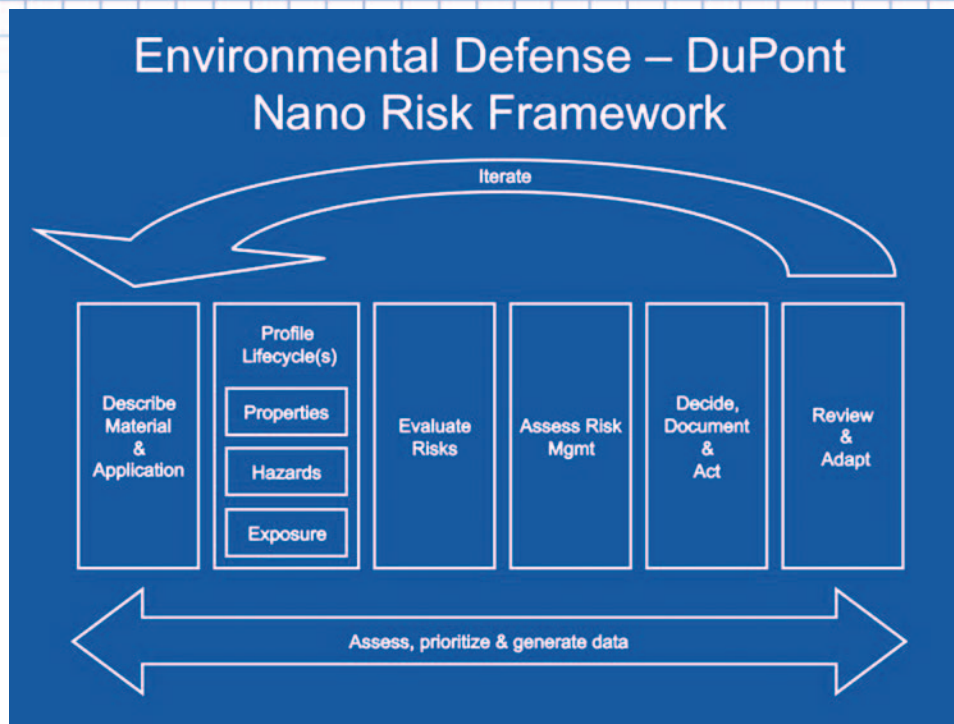 Environmental Defense – DuPont
Nano Risk Framework
Iterate
Describe
Material
&
Application
Profile
Lifecycle(s)
Properties
Hazards
Exposure
Evaluate
Risks
Assess Risk
Mgmt
Decide,
Document
&
Act
Review
&
Adapt
Assess, prioritize & generate data